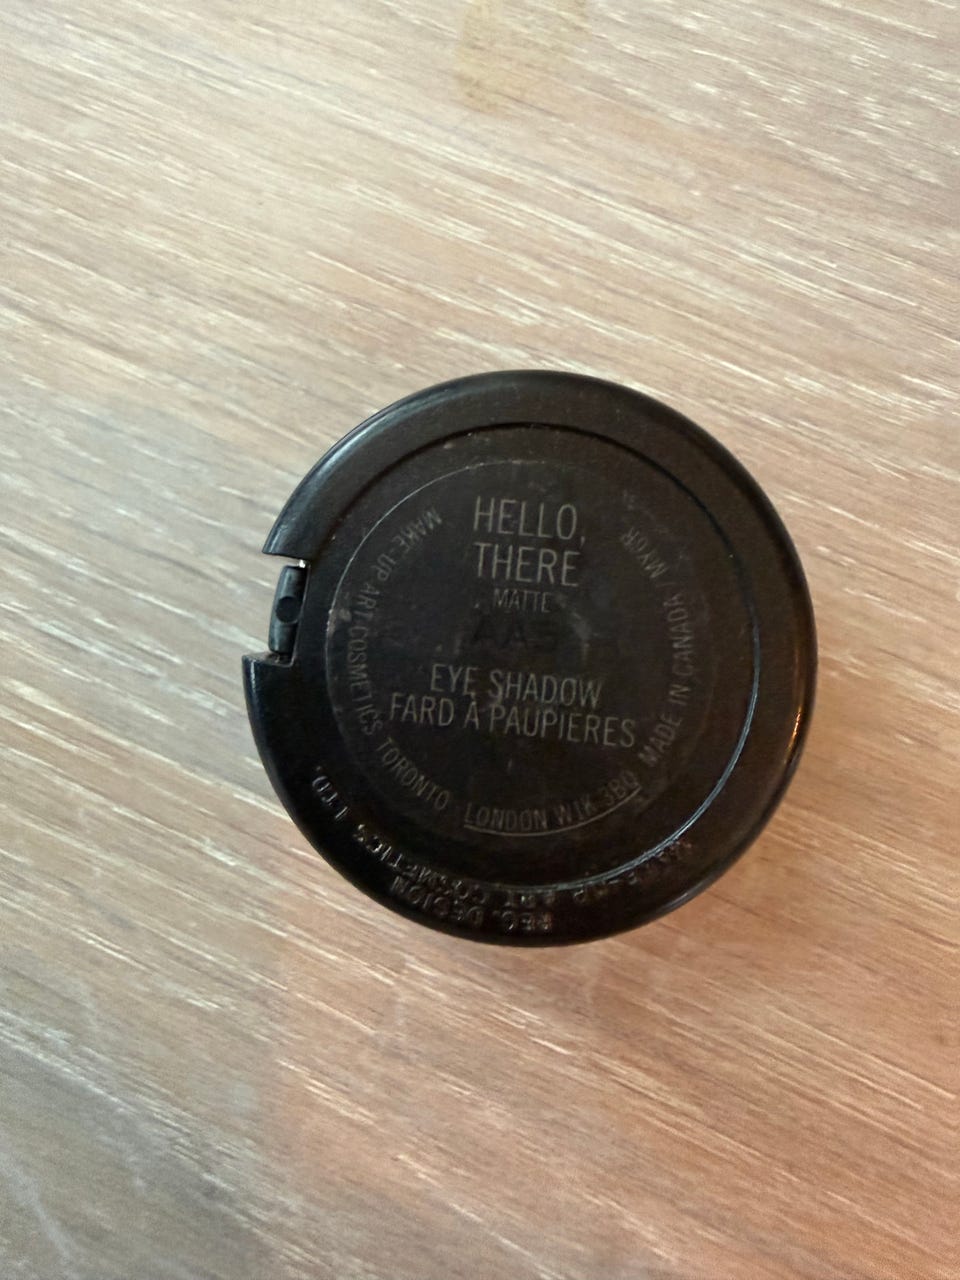 HELLO,
THERE
MATTE
EYE SHADOW
FARD À PAUPIERES
MAKE-UP ART COSMETICS TORONTO LONDON W1K 3BQ MADE IN CANADA / M
REG. DESIGN
MAKE-UP ART COSMETICS LTD.